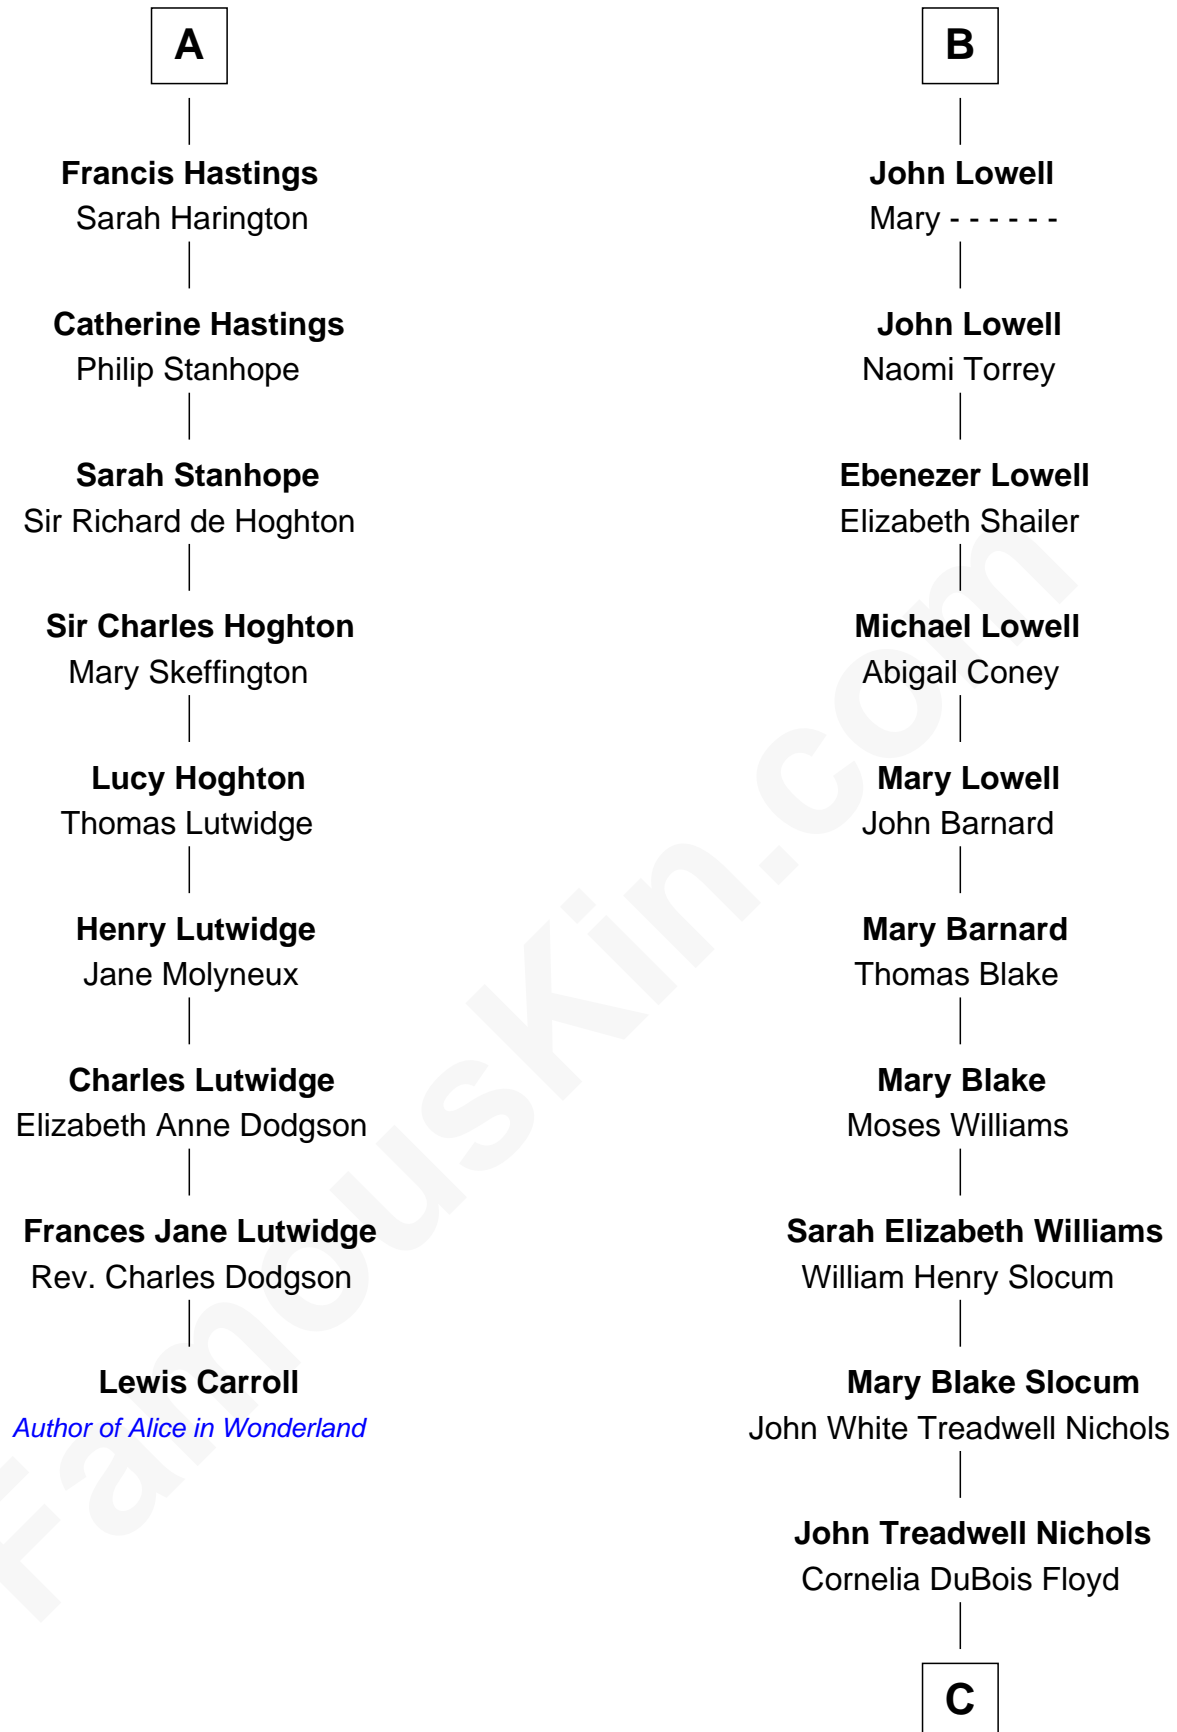 A
Francis Hastings
Sarah Harington
Catherine Hastings
Philip Stanhope
Sarah Stanhope
Sir Richard de Hoghton
Sir Charles Hoghton
Mary Skeffington
Lucy Hoghton
Thomas Lutwidge
Henry Lutwidge
Jane Molyneux
Charles Lutwidge
Elizabeth Anne Dodgson
Frances Jane Lutwidge
Rev. Charles Dodgson
Lewis Carroll
Author of Alice in Wonderland
B
John Lowell
Mary - - - - - -
John Lowell
Naomi Torrey
Ebenezer Lowell
Elizabeth Shailer
Michael Lowell
Abigail Coney
Mary Lowell
John Barnard
Mary Barnard
Thomas Blake
Mary Blake
Moses Williams
Sarah Elizabeth Williams
William Henry Slocum
Mary Blake Slocum
John White Treadwell Nichols
John Treadwell Nichols
Cornelia DuBois Floyd
C
FamousKin.com